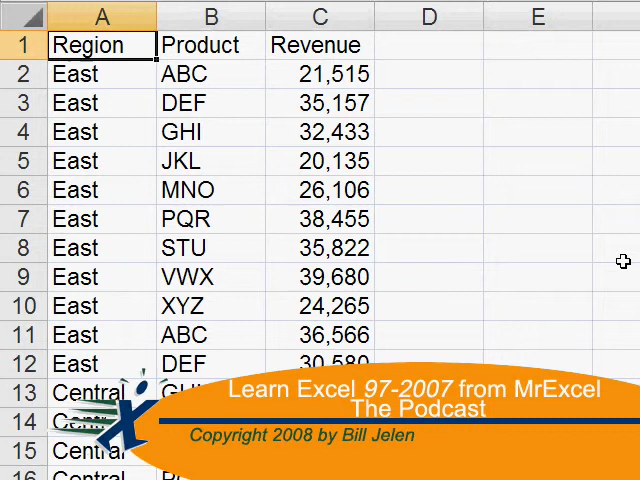 A B C D E
1 Region Product Revenue
2 East ABC 21,515
3 East DEF 35,157
4 East GHI 32,433
5 East JKL 20,135
6 East MNO 26,106
7 East PQR 38,455
8 East STU 35,822
9 East VWX 39,680
10 East XYZ 24,265
11 East ABC 36,566
12 East DEF 30,580
13 Central
14
15 Central
16 Central
Learn Excel 97-2007 from MrExcel
The Podcast
Copyright 2008 by Bill Jelen